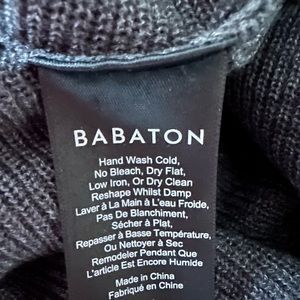 BABATON
Hand Wash Cold,
No Bleach, Dry Flat,
Low Iron, Or Dry Clean
Reshape Whilst Damp
Laver à La Main à L'eau Froide,
Pas De Blanchiment,
Sécher à Plat,
Repasser à Basse Température,
Ou Nettoyer à Sec
Remodeler Pendant Que
L'article Est Encore Humide
Made in China
Fabriqué en Chine